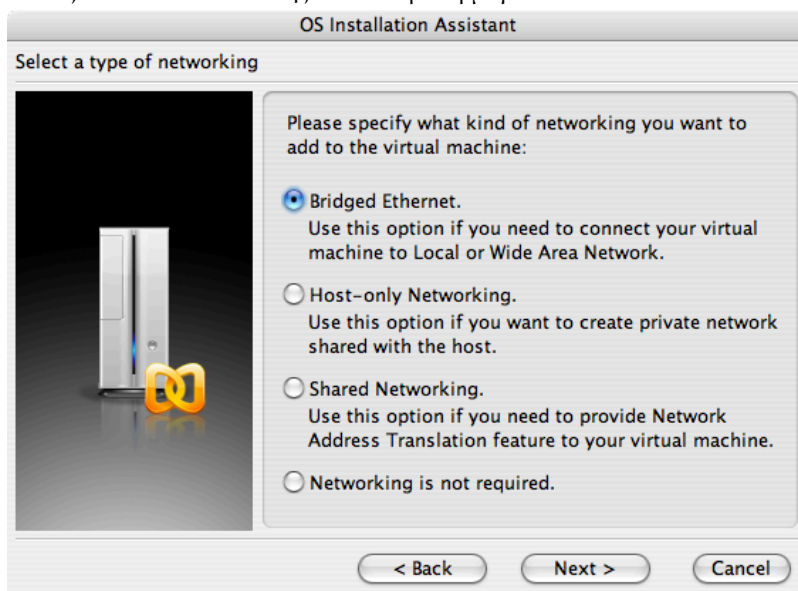 OS Installation Assistant
Select a type of networking
Please specify what kind of networking you want to
add to the virtual machine:
Bridged Ethernet.
Use this option if you need to connect your virtual
machine to Local or Wide Area Network.
Host-only Networking.
Use this option if you want to create private network
shared with the host.
Shared Networking.
Use this option if you need to provide Network
Address Translation feature to your virtual machine.
Networking is not required.
< Back
Next >
Cancel